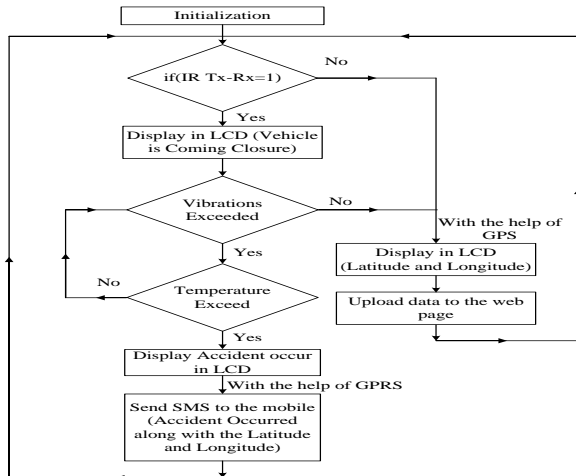 Initialization
if(IR Tx-Rx=1)
No
Yes
Display in LCD (Vehicle
is Coming Closure)
Vibrations
Exceeded
No
Yes
With the help of
GPS
Display in LCD
(Latitude and Longitude)
Upload data to the web
page
No
Temperature
Exceed
Yes
Display Accident occur
in LCD
With the help of GPRS
Send SMS to the mobile
(Accident Occurred
along with the Latitude
and Longitude)